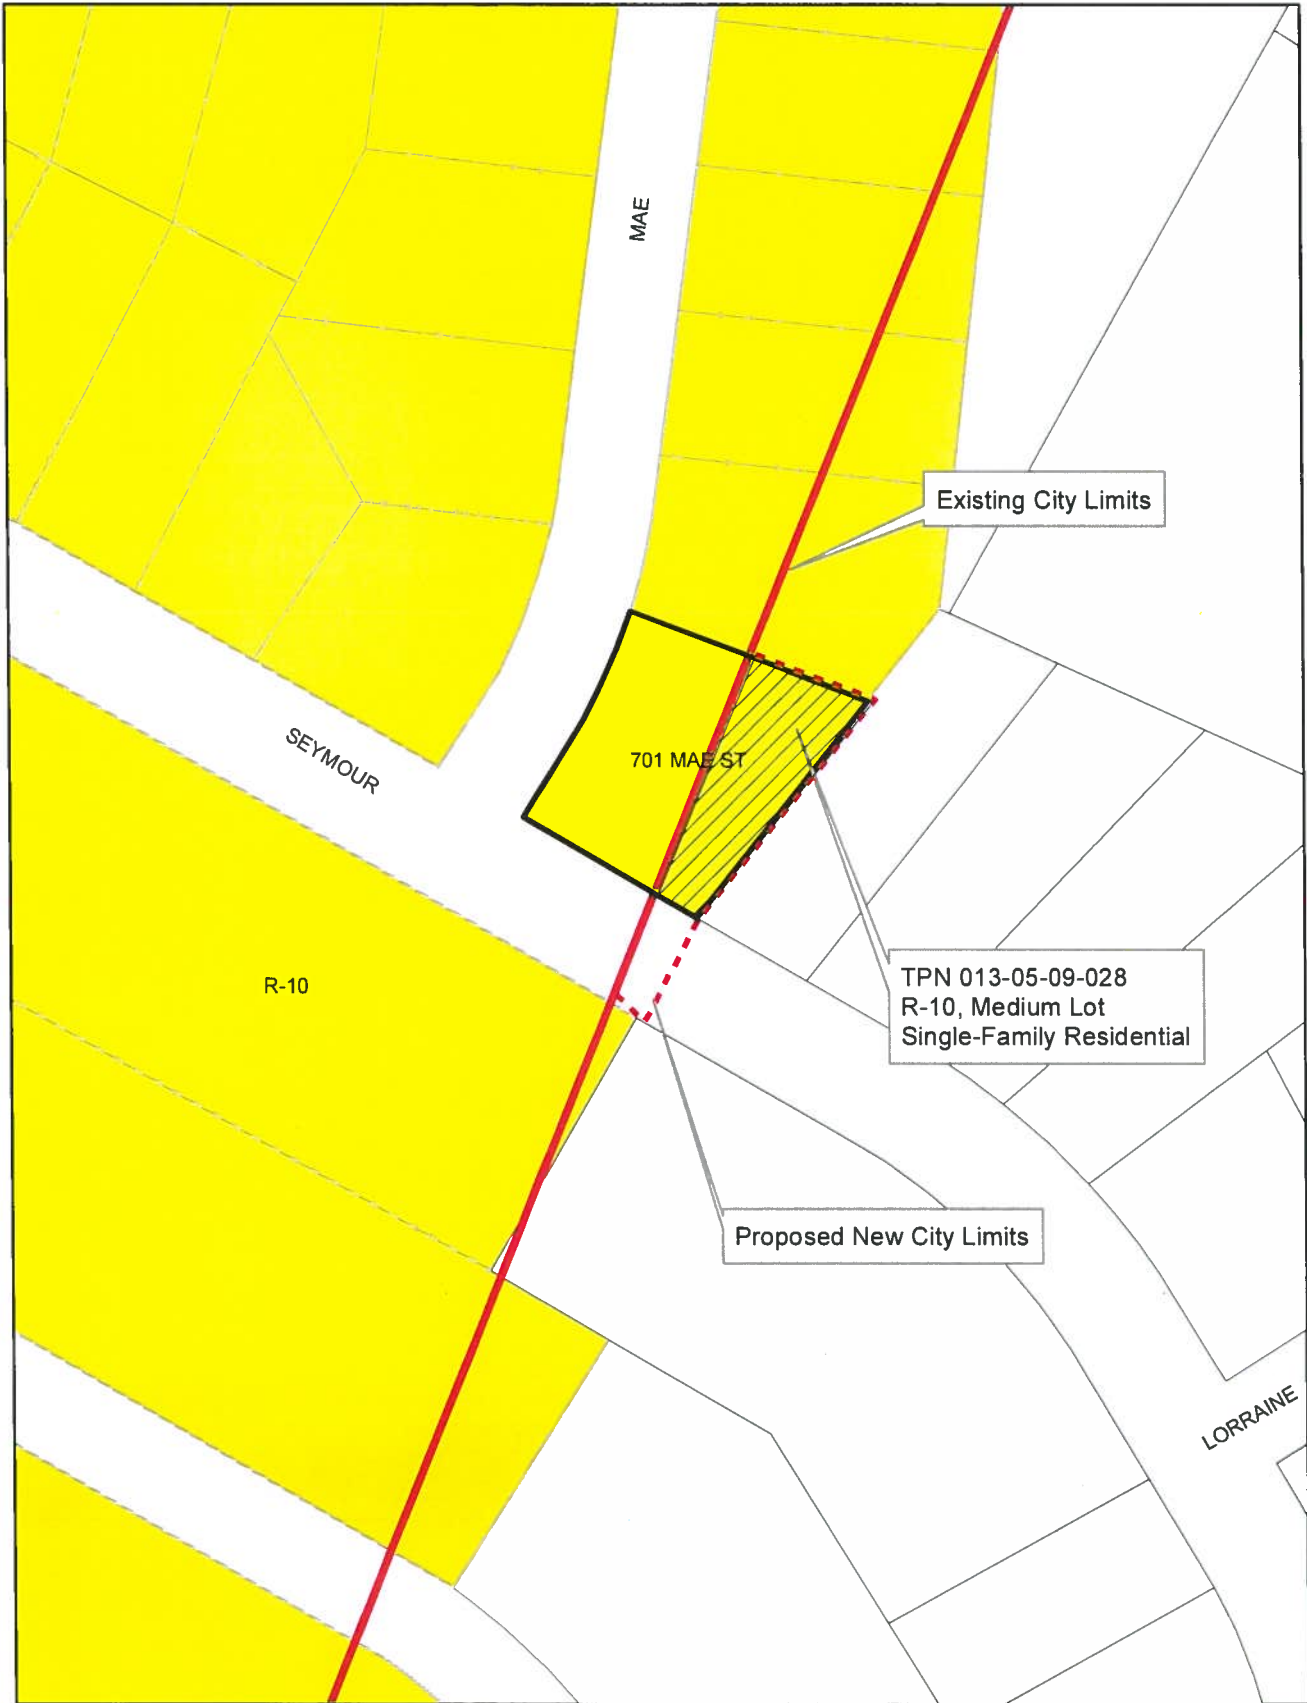 MAE
Existing City Limits
SEYMOUR
701 MAE ST
R-10
TPN 013-05-09-028
R-10, Medium Lot
Single-Family Residential
Proposed New City Limits
LORRAINE